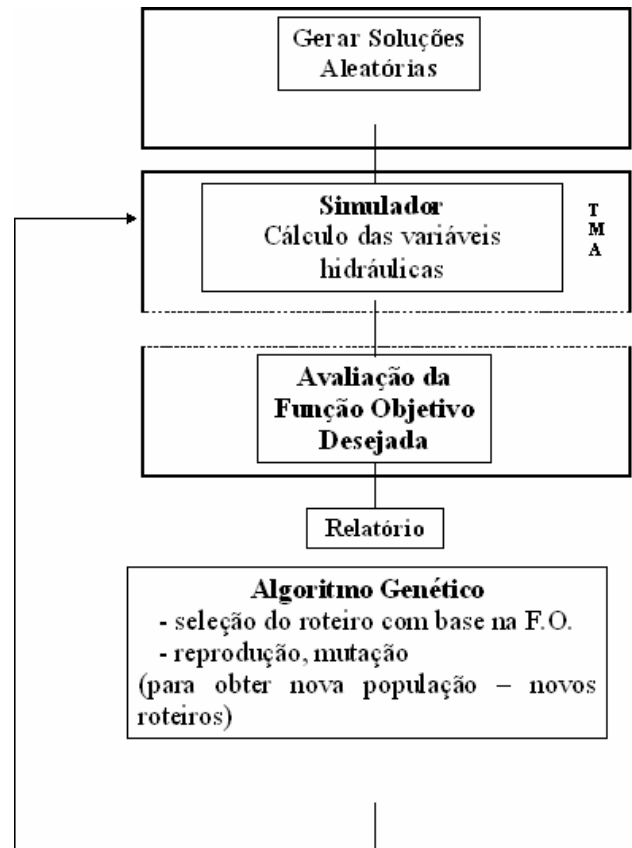 Gerar Soluções
Aleatórias
Simulador
Cálculo das variáveis
hidráulicas
T
M
A
Avaliação da
Função Objetivo
Desejada
Relatório
Algoritmo Genético
- seleção do roteiro com base na F.O.
- reprodução, mutação
(para obter nova população – novos
roteiros)